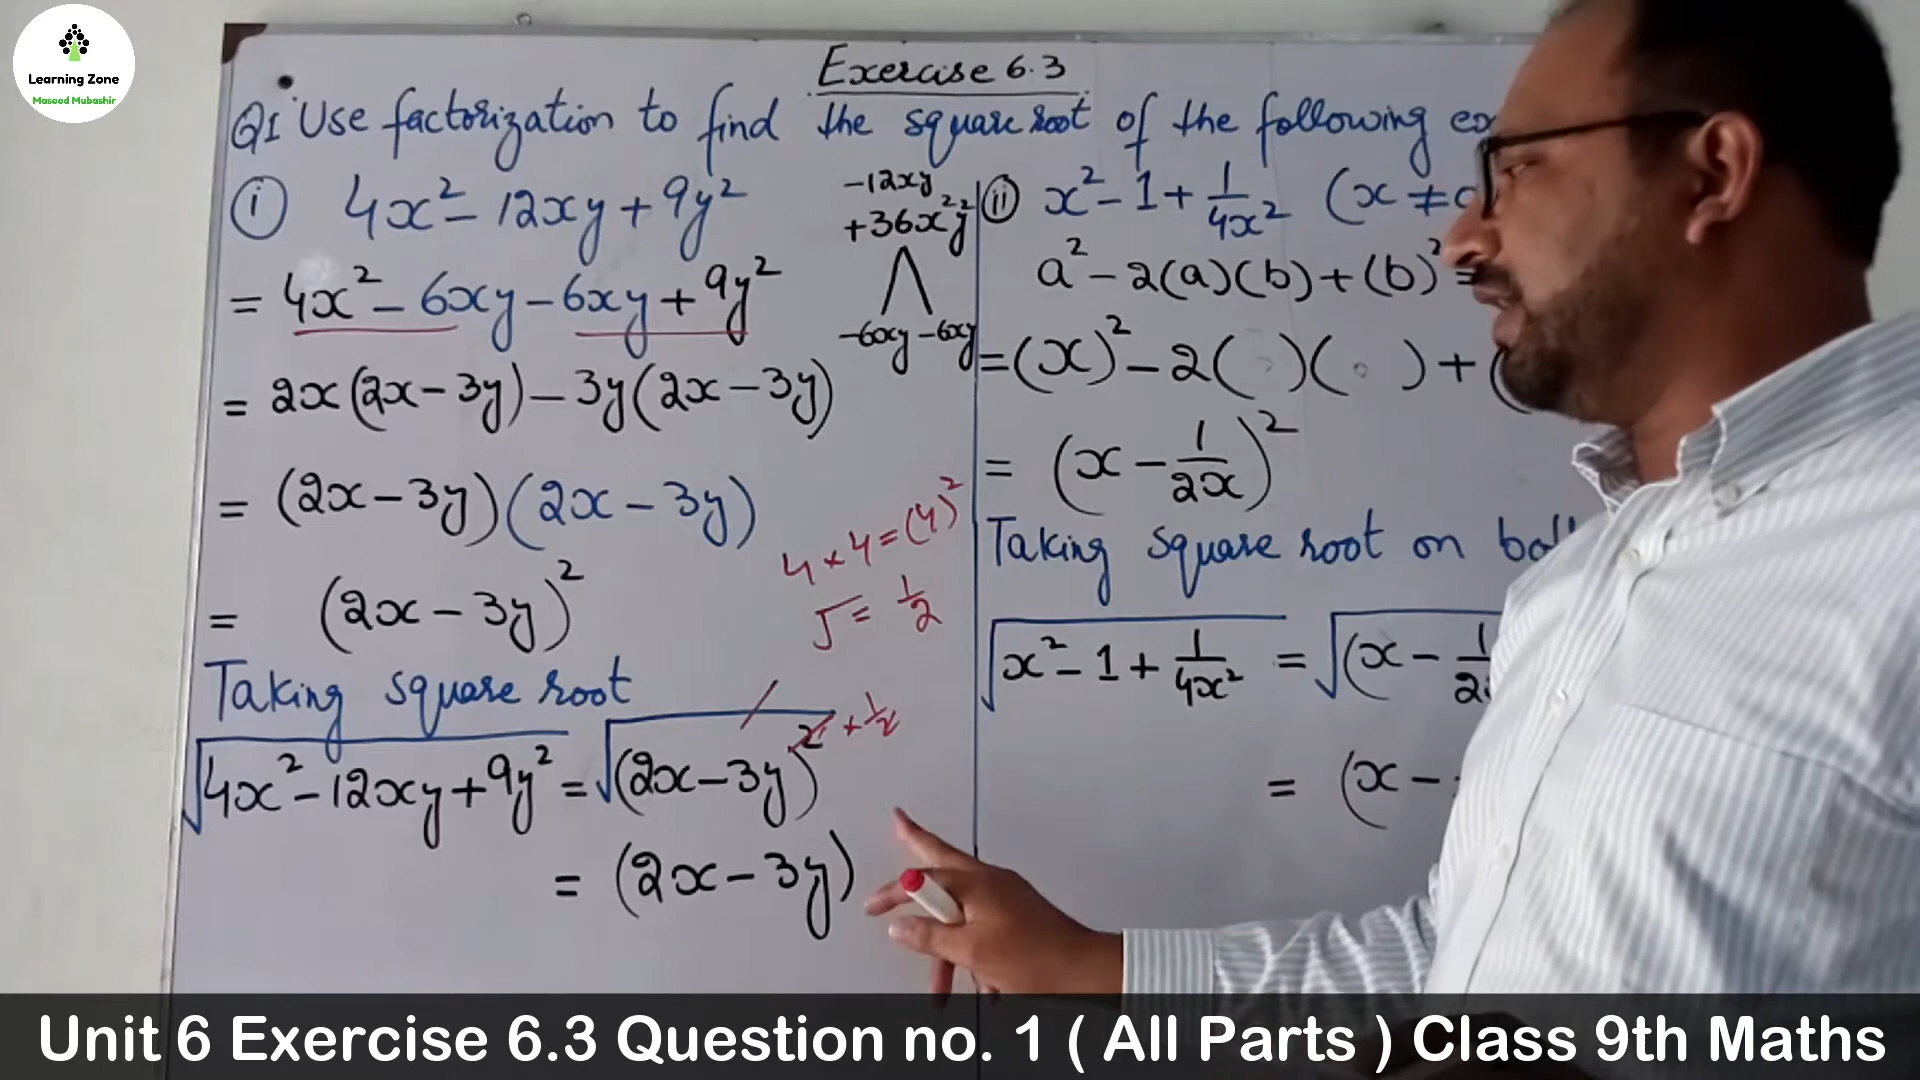 Learning Zone
Masood Mubashir
Exercise 6.3
Q1 Use factorization to find the square root of the following
(i) 4x² - 12xy + 9y²
= 4x² - 6xy - 6xy + 9y²
= 2x(2x - 3y) - 3y(2x - 3y)
= (2x - 3y)(2x - 3y)
= (2x - 3y)²
Taking square root
√4x² - 12xy + 9y² = √(2x - 3y)²
= (2x - 3y)
-12xy
+36x²y²
-6xy -6xy
4 × 4 = (4)²
√ = 1/2
2 × 1/2
(ii) x² - 1 + 1/4x² (x ≠
a² - 2(a)(b) + (b)² =
= (x)² - 2( )( ) + (
= (x - 1/2x)²
Taking square root on
√x² - 1 + 1/4x² = √(x - 1/2
= (x -
Unit 6 Exercise 6.3 Question no. 1 ( All Parts ) Class 9th Maths